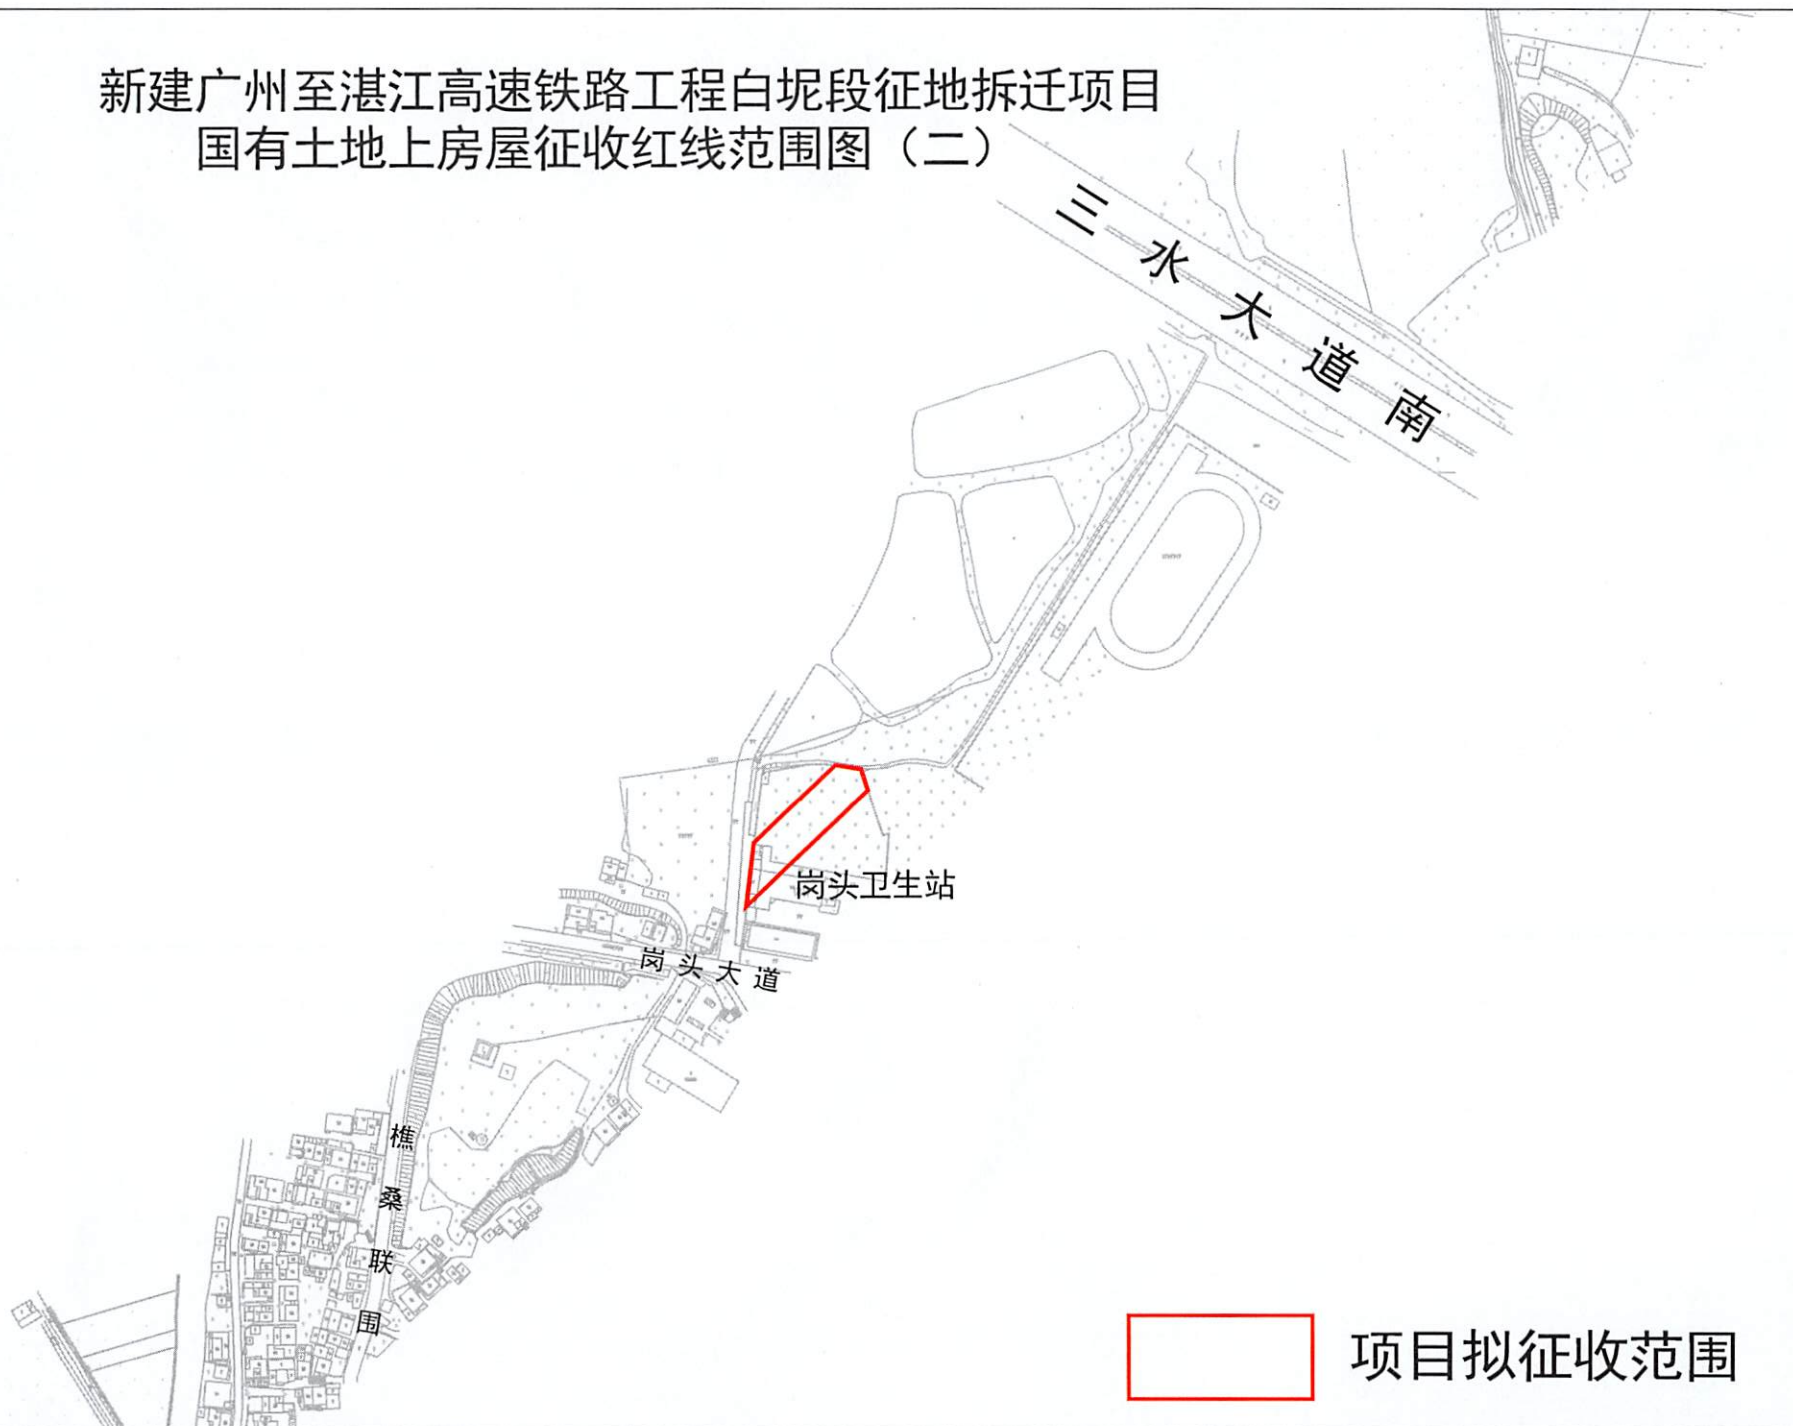 新建广州至湛江高速铁路工程白坭段征地拆迁项目
国有土地上房屋征收红线范围图（二）
三水大道南
岗头卫生站
岗头大道
樵桑联围
项目拟征收范围